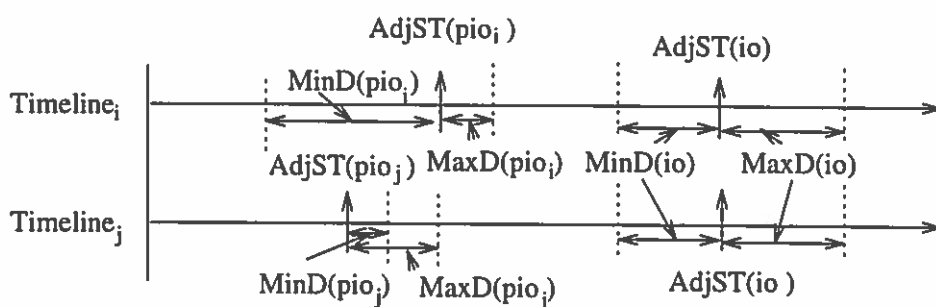 AdjST(pio_i)
AdjST(io)
MinD(pio_i)
Timeline_i
AdjST(pio_j)
MaxD(pio_i)
MinD(io)
MaxD(io)
Timeline_j
MinD(pio_j)
MaxD(pio_j)
AdjST(io)